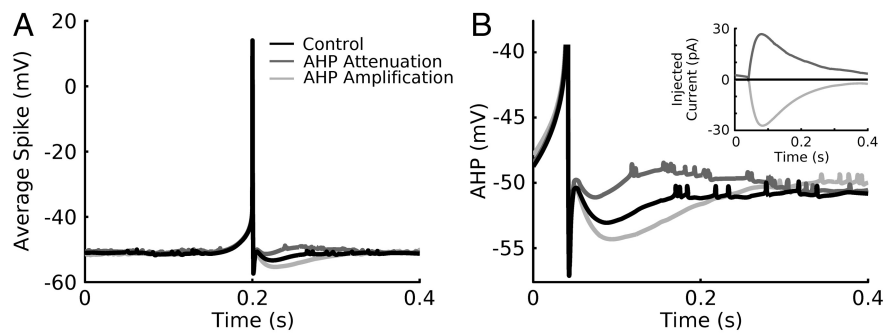 A
Average Spike (mV)
20
0
-20
-40
-60
0
0.2
0.4
Time (s)
Control
AHP Attenuation
AHP Amplification
B
AHP (mV)
-40
-45
-50
-55
0
0.2
0.4
Time (s)
Injected
Current (pA)
30
0
-30
0
0.2
0.4
Time (s)